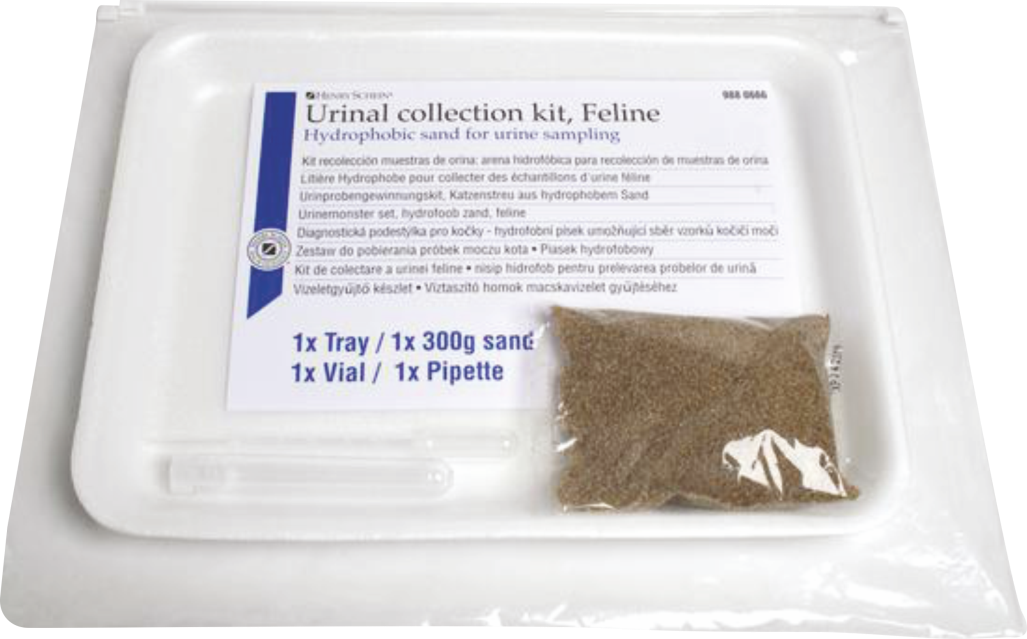 HENRY SCHEIN®
988 0686
Urinal collection kit, Feline
Hydrophobic sand for urine sampling
Kit recolección muestras de orina: arena hidrofóbica para recolección de muestras de orina
Litière Hydrophobe pour collecter des échantillons d'urine féline
Urinprobengewinnungskit, Katzenstreu aus hydrophobem Sand
Urinemonster set, hydrofoob zand, feline
Diagnostická podestýlka pro kočky - hydrofobní písek umožňující sběr vzorků kočičí moči
Zestaw do pobierania próbek moczu kota • Piasek hydrofobowy
Kit de colectare a urinei feline • nisip hidrofob pentru prelevarea probelor de urină
Vizeletgyűjtő készlet • Víztaszító homok macskavizelet gyűjtéséhez
1x Tray / 1x 300g sand
1x Vial / 1x Pipette